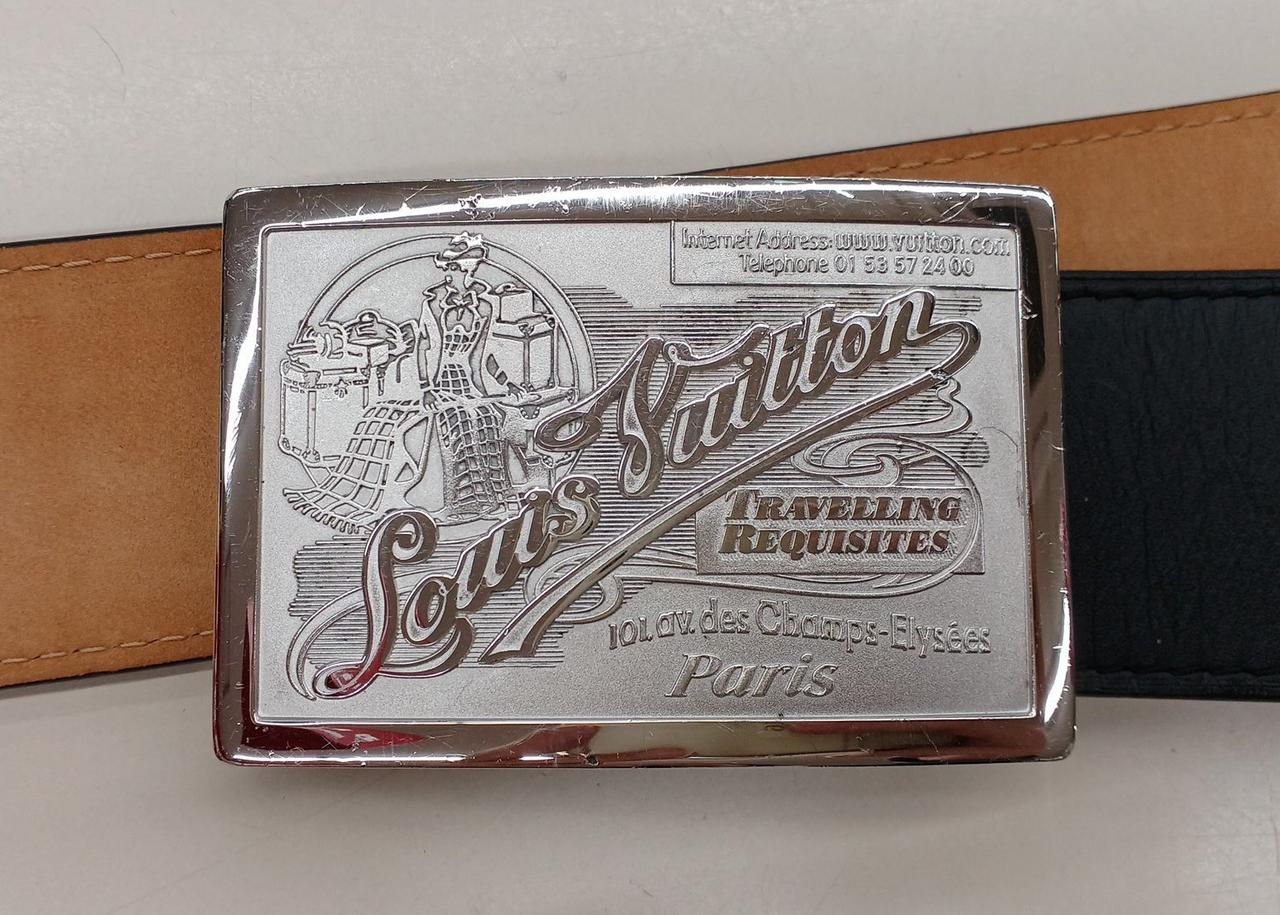 Internet Address: www.vuitton.com
Telephone 01 53 57 24 00
Louis Vuitton
TRAVELLING
REQUISITES
101. av. des Champs-Elysées
Paris